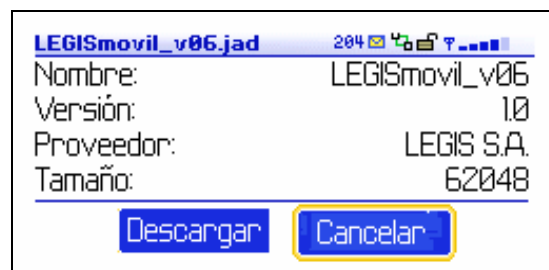 LEGISmovil_v06.jad 204
Nombre: LEGISmovil_v06
Versión: 1.0
Proveedor: LEGIS S.A.
Tamaño: 62048
Descargar Cancelar